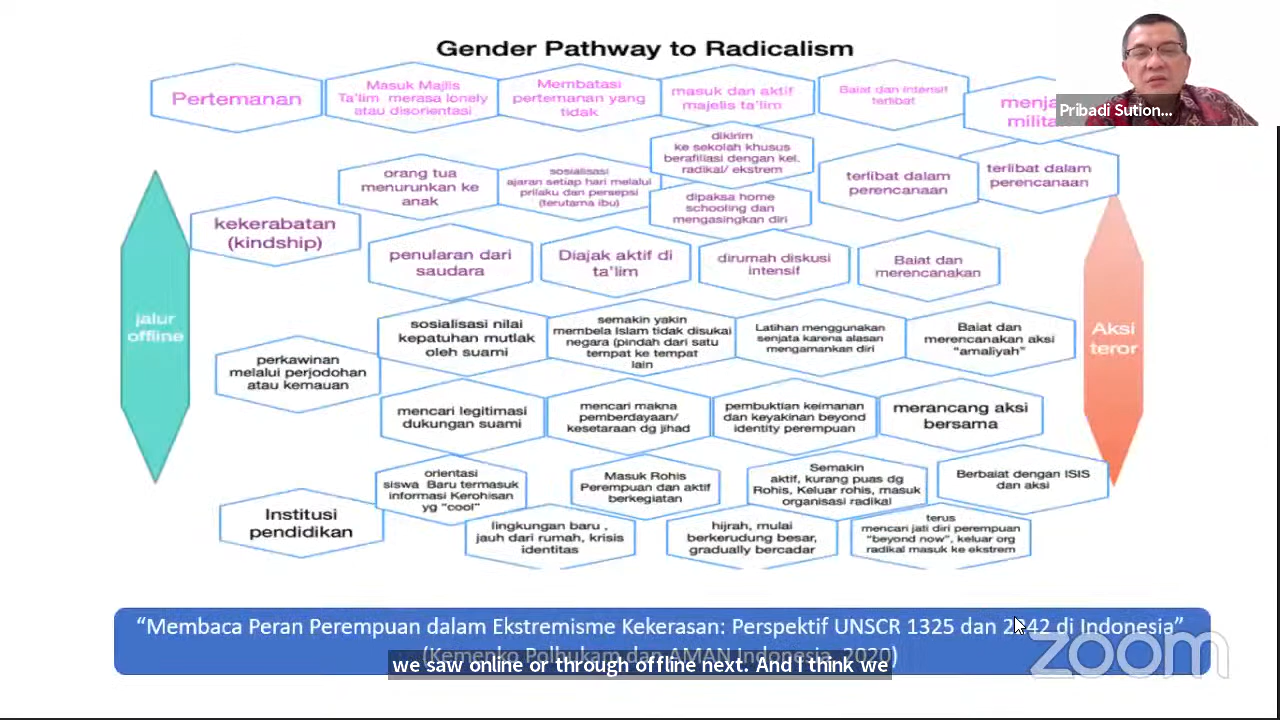 Gender Pathway to Radicalism
Pertemanan
Masuk Majlis
Ta'lim merasa lonely
atau disorientasi
Membatasi
pertemanan yang
tidak
masuk dan aktif
majelis ta'lim
Baiat dan intensif
terlibat
Pribadi Sution...
dikirim
ke sekolah khusus
berafiliasi dengan kel.
radikal/ ekstrem
orang tua
menurunkan ke
anak
sosialisasi
ajaran setiap hari melalui
prilaku dan persepsi
(terutama ibu)
dipaksa home
schooling dan
mengasingkan diri
terlibat dalam
perencanaan
terlibat dalam
perencanaan
kekerabatan
(kindship)
penularan dari
saudara
Diajak aktif di
ta'lim
dirumah diskusi
intensif
Baiat dan
merencanakan
jalur
offline
Aksi
teror
perkawinan
melalui perjodohan
atau kemauan
sosialisasi nilai
kepatuhan mutlak
oleh suami
semakin yakin
membela Islam tidak disukai
negara (pindah dari satu
tempat ke tempat
lain
Latihan menggunakan
senjata karena alasan
mengamankan diri
Baiat dan
merencanakan aksi
"amaliyah"
mencari legitimasi
dukungan suami
mencari makna
pemberdayaan/
kesetaraan dg jihad
pembuktian keimanan
dan keyakinan beyond
identity perempuan
merancang aksi
bersama
Institusi
pendidikan
orientasi
siswa Baru termasuk
informasi Kerohisan
yg "cool"
Masuk Rohis
Perempuan dan aktif
berkegiatan
Semakin
aktif, kurang puas dg
Rohis, Keluar rohis, masuk
organisasi radikal
Berbaiat dengan ISIS
dan aksi
lingkungan baru ,
jauh dari rumah, krisis
identitas
hijrah, mulai
berkerudung besar,
gradually bercadar
terus
mencari jati diri perempuan
"beyond now", keluar org
radikal masuk ke ekstrem
“Membaca Peran Perempuan dalam Ekstremisme Kekerasan: Perspektif UNSCR 1325 dan 2242 di Indonesia”
(Kemenko Polhukam dan AMAN Indonesia, 2020)
we saw online or through offline next. And I think we
zoom